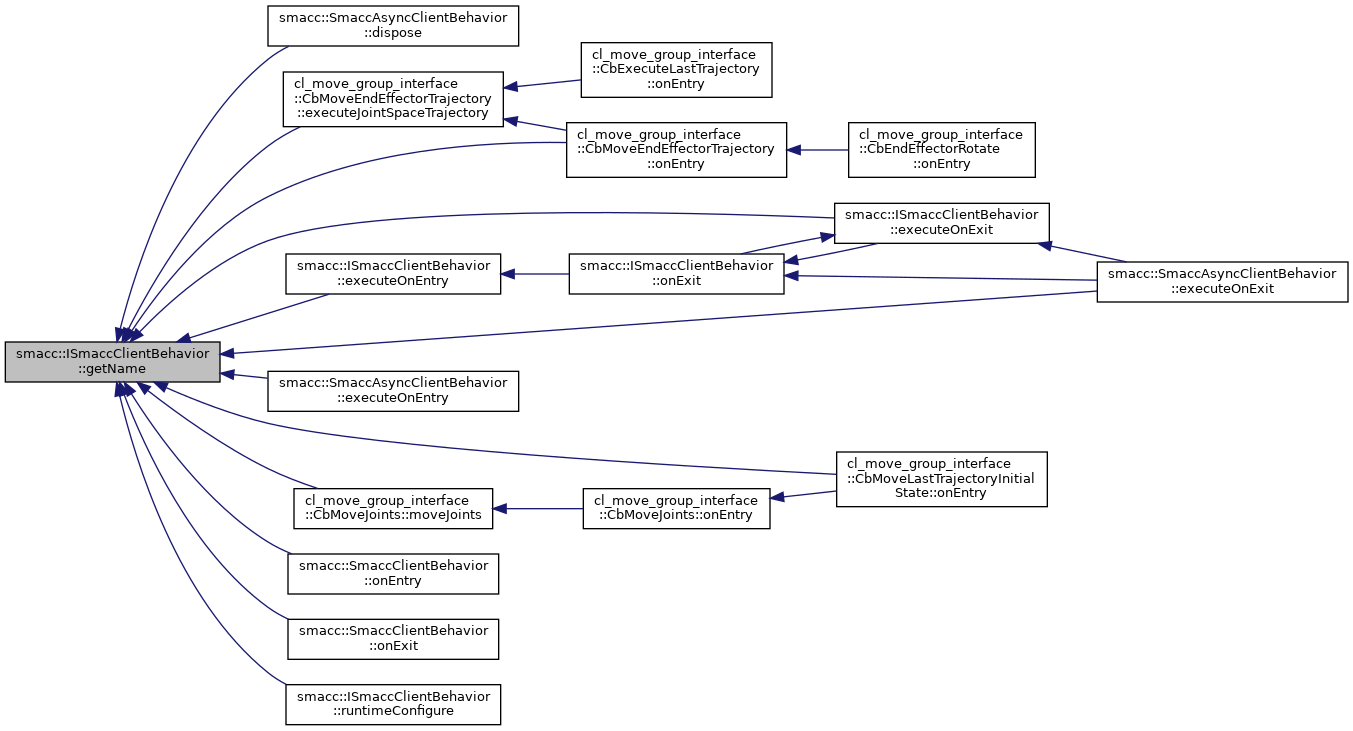 smacc::SmaccAsyncClientBehavior
::dispose
cl_move_group_interface
::CbExecuteLastTrajectory
::onEntry
cl_move_group_interface
::CbMoveEndEffectorTrajectory
::executeJointSpaceTrajectory
cl_move_group_interface
::CbMoveEndEffectorTrajectory
::onEntry
cl_move_group_interface
::CbEndEffectorRotate
::onEntry
smacc::ISmaccClientBehavior
::executeOnExit
smacc::ISmaccClientBehavior
::executeOnEntry
smacc::ISmaccClientBehavior
::onExit
smacc::SmaccAsyncClientBehavior
::executeOnExit
smacc::ISmaccClientBehavior
::getName
smacc::SmaccAsyncClientBehavior
::executeOnEntry
cl_move_group_interface
::CbMoveLastTrajectoryInitial
State::onEntry
cl_move_group_interface
::CbMoveJoints::moveJoints
cl_move_group_interface
::CbMoveJoints::onEntry
smacc::SmaccClientBehavior
::onEntry
smacc::SmaccClientBehavior
::onExit
smacc::ISmaccClientBehavior
::runtimeConfigure